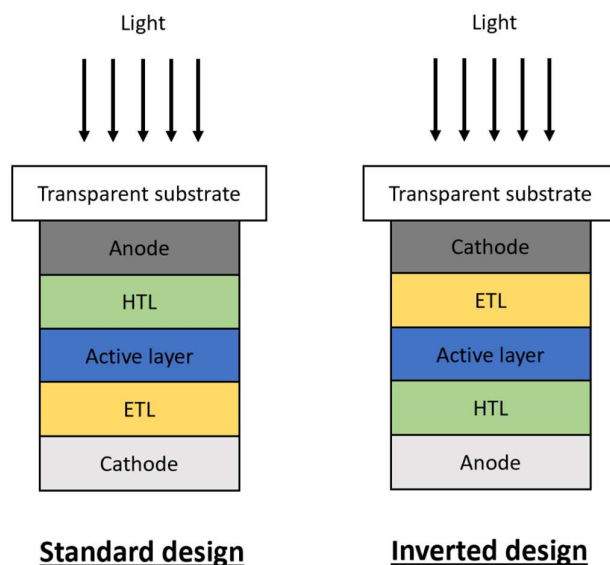 Light
Transparent substrate
Anode
HTL
Active layer
ETL
Cathode
Standard design
Light
Transparent substrate
Cathode
ETL
Active layer
HTL
Anode
Inverted design